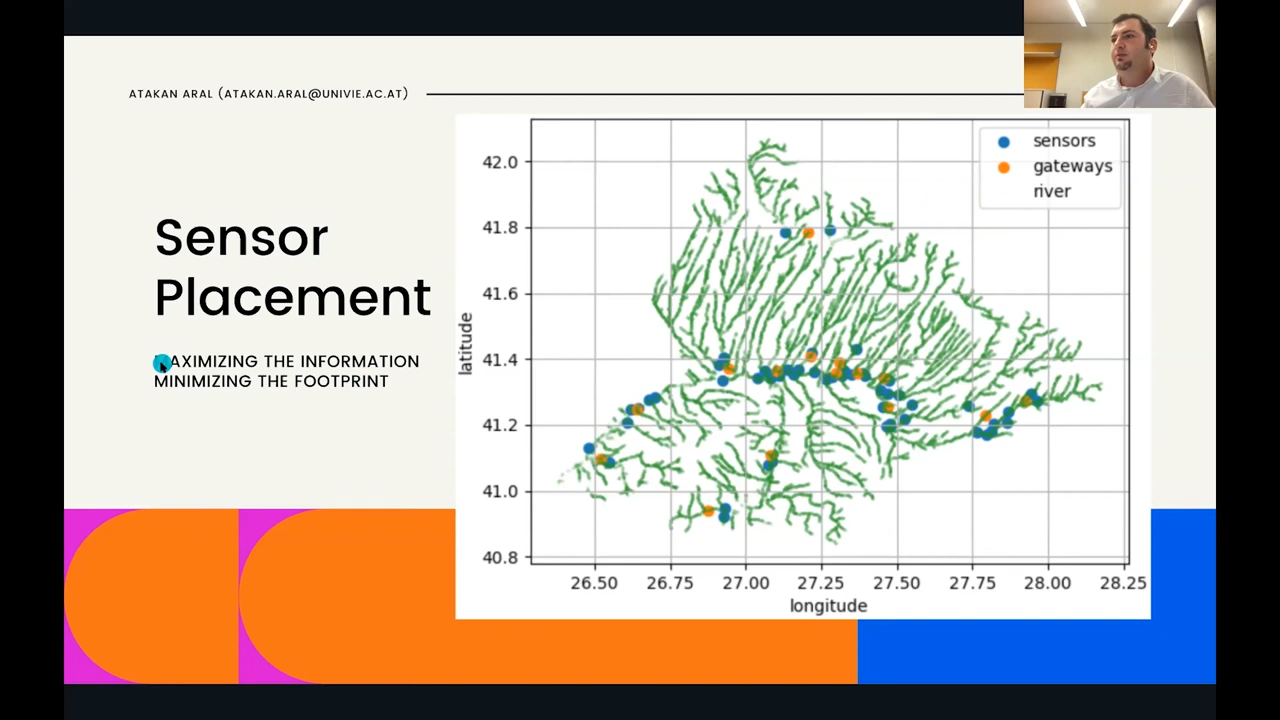 ATAKAN ARAL (ATAKAN.ARAL@UNIVIE.AC.AT)
Sensor
Placement
MAXIMIZING THE INFORMATION
MINIMIZING THE FOOTPRINT
sensors
gateways
river
latitude
42.0
41.8
41.6
41.4
41.2
41.0
40.8
26.50 26.75 27.00 27.25 27.50 27.75 28.00 28.25
longitude